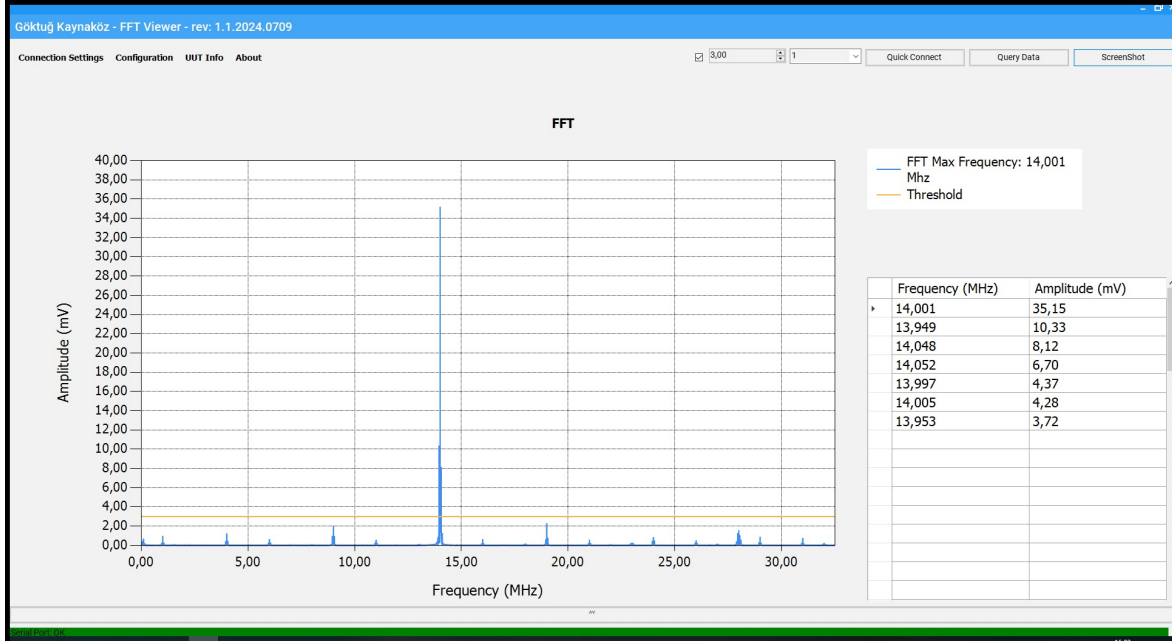 Göktuğ Kaynaköz - FFT Viewer - rev: 1.1.2024.0709
Connection Settings Configuration UUT Info About
3,00 1 Quick Connect Query Data ScreenShot
FFT
40,00
38,00
36,00
34,00
32,00
30,00
28,00
26,00
24,00
22,00
20,00
18,00
16,00
14,00
12,00
10,00
8,00
6,00
4,00
2,00
0,00
Amplitude (mV)
0,00 5,00 10,00 15,00 20,00 25,00 30,00
Frequency (MHz)
FFT Max Frequency: 14,001
Mhz
Threshold
Frequency (MHz) Amplitude (mV)
14,001 35,15
13,949 10,33
14,048 8,12
14,052 6,70
13,997 4,37
14,005 4,28
13,953 3,72
Serial Port: OK